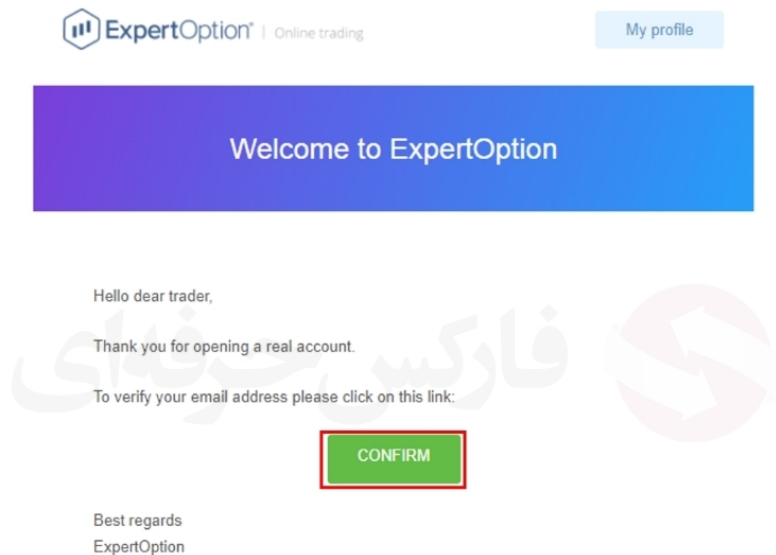 ExpertOption® | Online trading
My profile
Welcome to ExpertOption
Hello dear trader,
Thank you for opening a real account.
فارکس حرفه‌ای
To verify your email address please click on this link:
CONFIRM
Best regards
ExpertOption